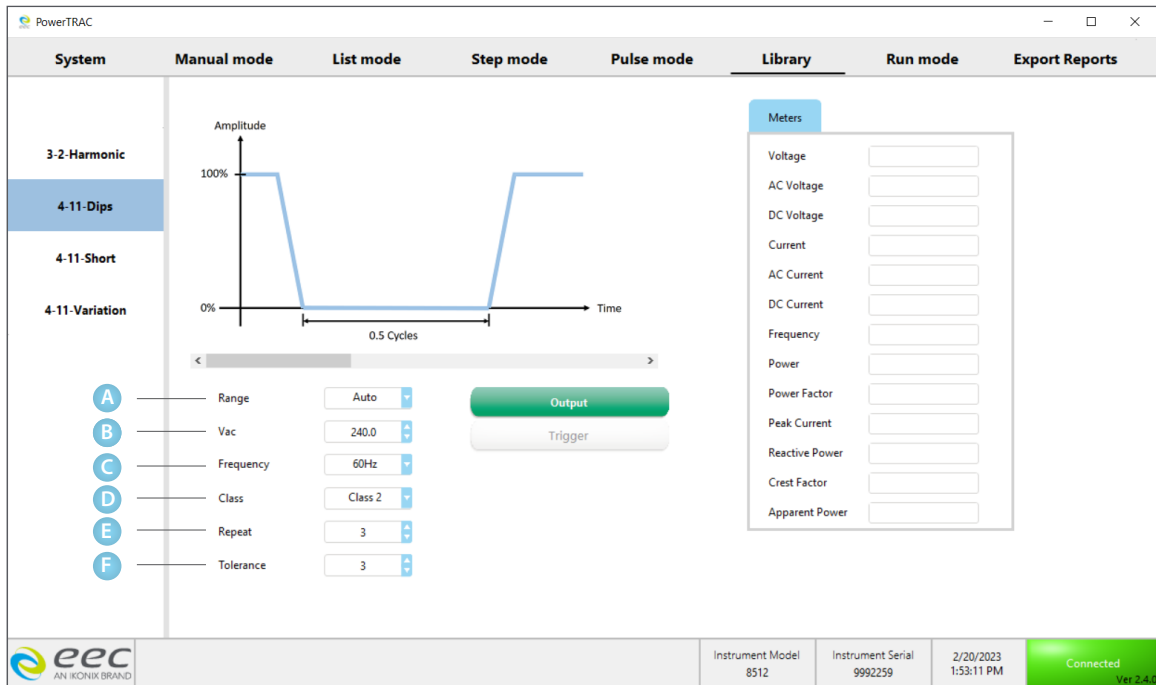 PowerTRAC
System Manual mode List mode Step mode Pulse mode Library Run mode Export Reports
3-2-Harmonic
4-11-Dips
4-11-Short
4-11-Variation
Amplitude
100%
0%
Time
0.5 Cycles
A Range Auto
B Vac 240.0
C Frequency 60Hz
D Class Class 2
E Repeat 3
F Tolerance 3
Output
Trigger
Meters
Voltage
AC Voltage
DC Voltage
Current
AC Current
DC Current
Frequency
Power
Power Factor
Peak Current
Reactive Power
Crest Factor
Apparent Power
eec
AN IKONIX BRAND
Instrument Model
8512
Instrument Serial
9992259
2/20/2023
1:53:11 PM
Connected
Ver 2.4.0